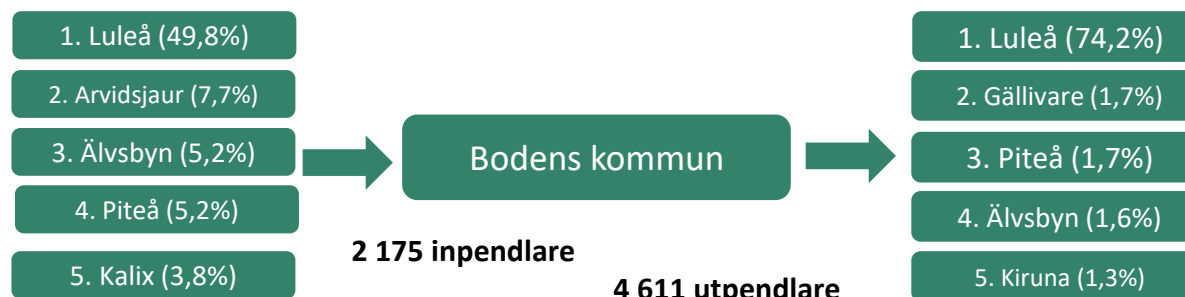 1. Luleå (49,8%)
2. Arvidsjaur (7,7%)
3. Älvsbyn (5,2%)
4. Piteå (5,2%)
5. Kalix (3,8%)
Bodens kommun
2 175 inpendlare
4 611 utpendlare
1. Luleå (74,2%)
2. Gällivare (1,7%)
3. Piteå (1,7%)
4. Älvsbyn (1,6%)
5. Kiruna (1,3%)